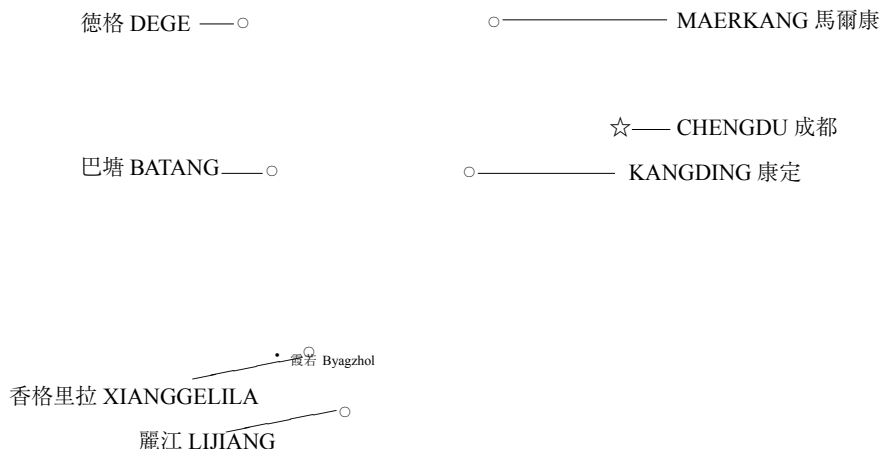 徳格 DEGE
MAERKANG 馬爾康
CHENGDU 成都
巴塘 BATANG
KANGDING 康定
霞若 Byagzhol
香格里拉 XIANGGELILA
麗江 LIJIANG